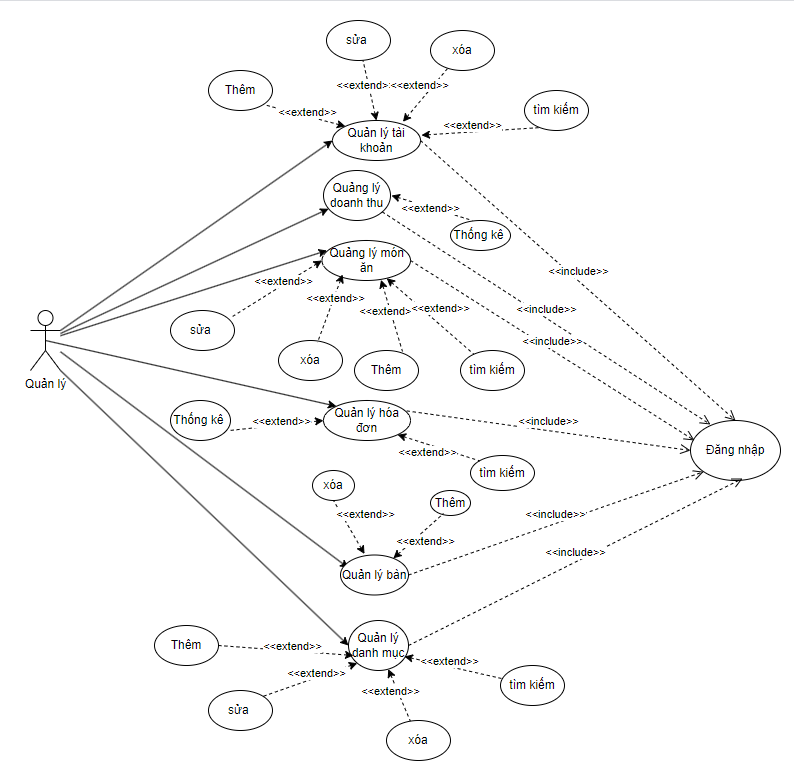 sửa
xóa
<<extend>>
<<extend>>
Thêm
<<extend>>
tìm kiếm
<<extend>>
Quản lý tài
khoản
Quảng lý
doanh thu
<<extend>>
Thống kê
Quảng lý món
ăn
<<include>>
<<extend>>
<<extend>>
<<extend>>
<<extend>>
<<include>>
<<include>>
sửa
xóa
Thêm
tìm kiếm
Quản lý
Thống kê
<<extend>>
Quản lý hóa
đơn
<<include>>
Đăng nhập
<<extend>>
tìm kiếm
xóa
Thêm
<<extend>>
<<include>>
<<extend>>
<<include>>
Quản lý bàn
Thêm
<<extend>>
Quản lý
danh mục
<<extend>>
<<extend>>
tìm kiếm
<<extend>>
sửa
xóa